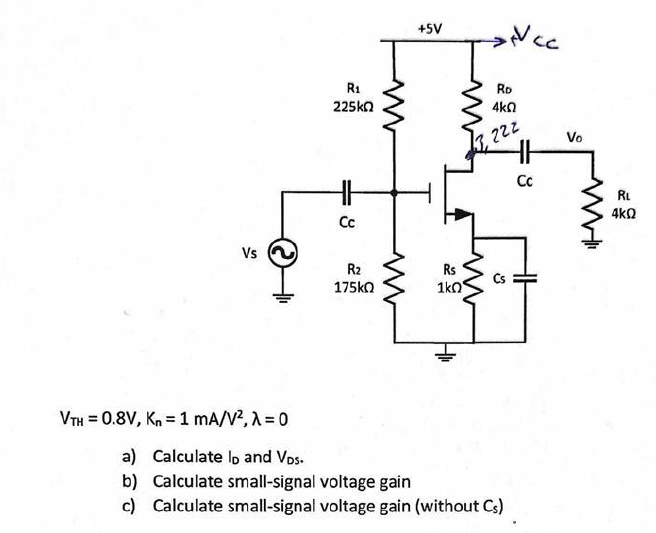 +5V
Vcc
R1
225kΩ
RD
4kΩ
3,222
Vo
Cc
Cc
RL
4kΩ
Vs
R2
175kΩ
Rs
1kΩ
Cs
VTH = 0.8V, Kn = 1 mA/V², λ = 0
a) Calculate ID and VDS.
b) Calculate small-signal voltage gain
c) Calculate small-signal voltage gain (without Cs)